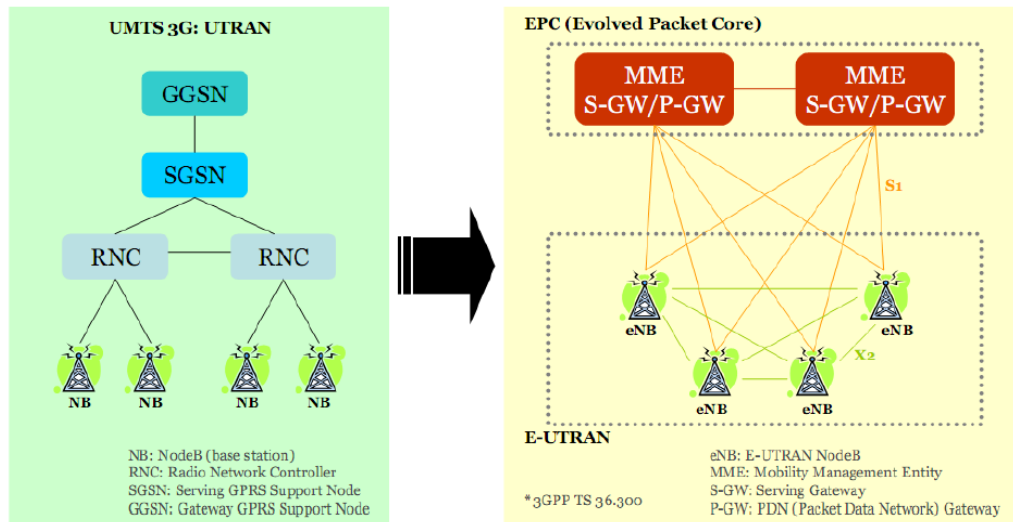 UMTS 3G: UTRAN
GGSN
SGSN
RNC
RNC
NB
NB
NB
NB
NB: NodeB (base station)
RNC: Radio Network Controller
SGSN: Serving GPRS Support Node
GGSN: Gateway GPRS Support Node
EPC (Evolved Packet Core)
MME
S-GW/P-GW
MME
S-GW/P-GW
S1
eNB
eNB
X2
eNB
eNB
E-UTRAN
*3GPP TS 36.300
eNB: E-UTRAN NodeB
MME: Mobility Management Entity
S-GW: Serving Gateway
P-GW: PDN (Packet Data Network) Gateway